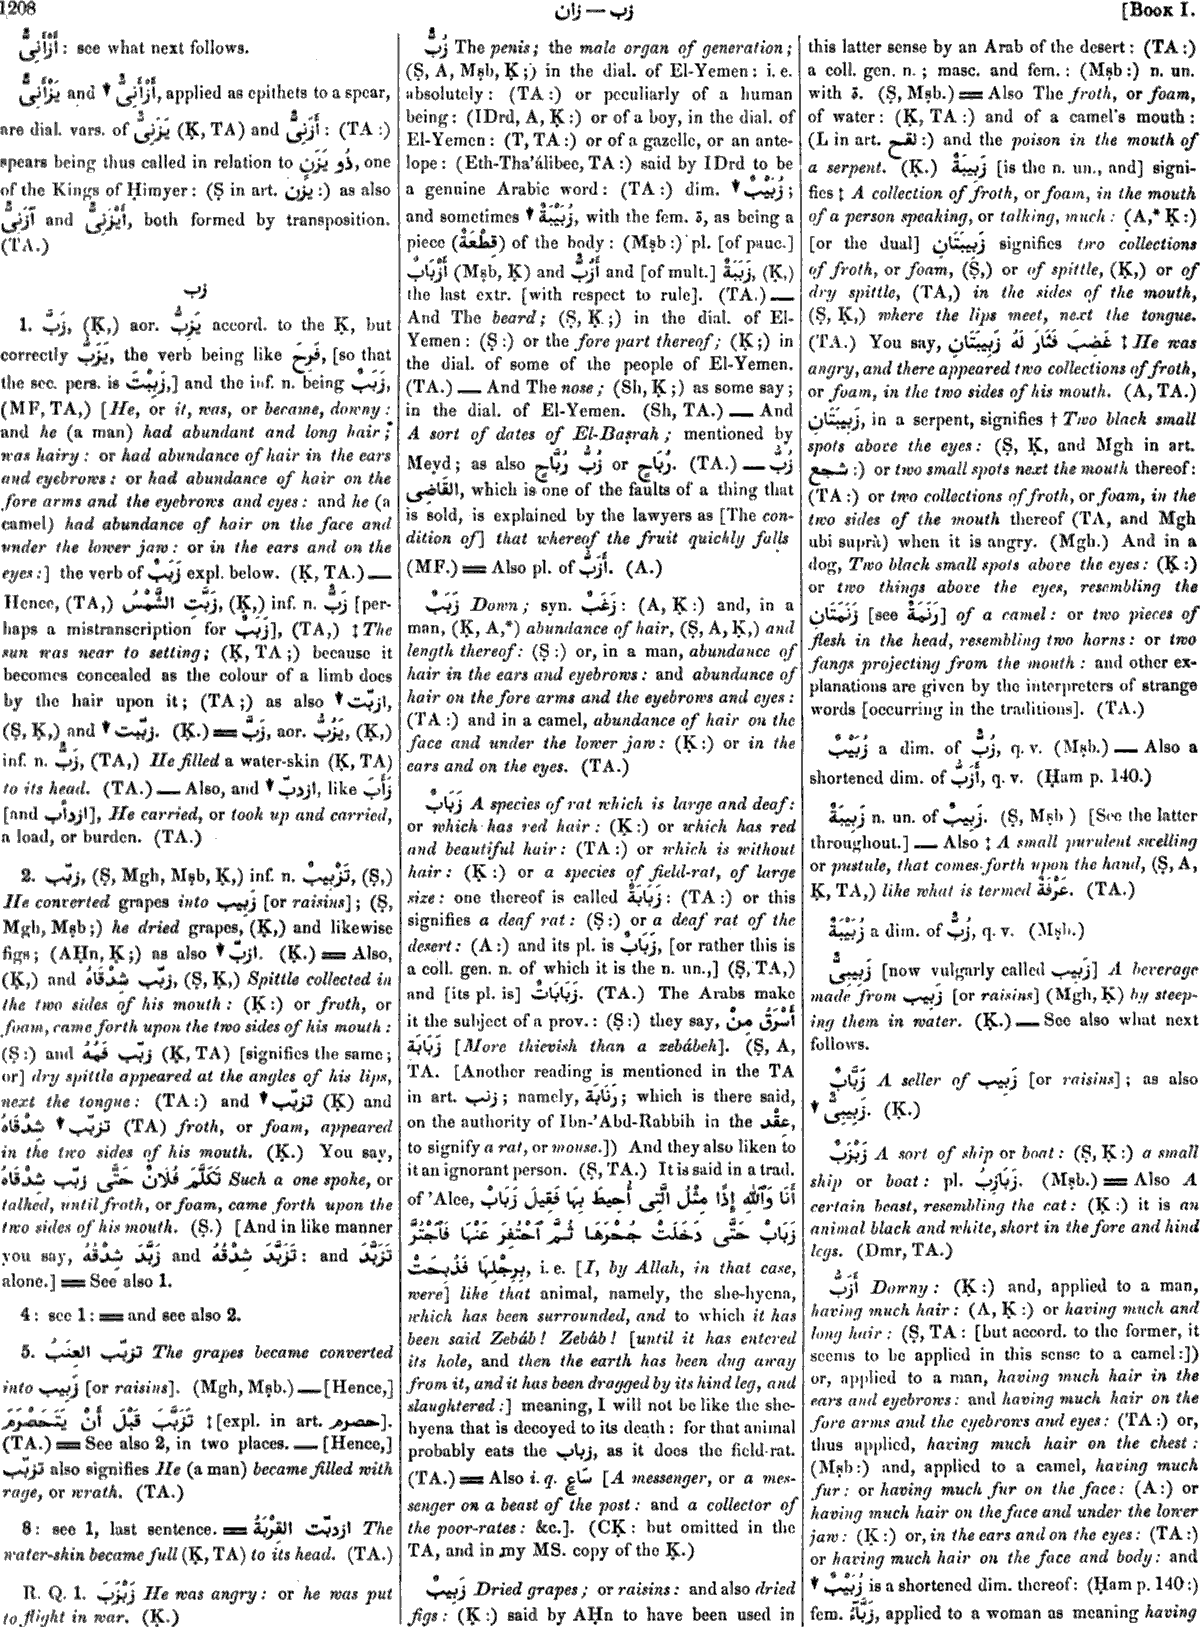 1208
زب — زان
[BOOK I.
أَزْأَنِىٌّ: see what next follows.
يَزْأَنِىٌّ and ↑ أَزْأَنِىٌّ, applied as epithets to a spear,
are dial. vars. of يَزَنِىٌّ (Ḳ, TA) and أَزَنِىٌّ: (TA:)
spears being thus called in relation to ذُو يَزَن, one
of the Kings of Ḥimyer: (Ṣ in art. يزن:) as also
آزَنِىٌّ and أَيْزَنِىٌّ, both formed by transposition.
(TA.)
زب
1. زَبَّ, (Ḳ,) aor. يَزِبُّ accord. to the Ḳ, but
correctly يَزَبُّ, the verb being like فَرِحَ, [so that
the sec. pers. is زَبِبْتَ,] and the inf. n. being زَبَبٌ,
(MF, TA,) [He, or it, was, or became, downy:
and he (a man) had abundant and long hair;
was hairy: or had abundance of hair in the ears
and eyebrows: or had abundance of hair on the
fore arms and the eyebrows and eyes: and he (a
camel) had abundance of hair on the face and
under the lower jaw: or in the ears and on the
eyes:] the verb of زَبَبٌ expl. below. (Ḳ, TA.) —
Hence, (TA,) زَبَّتِ الشَّمْسُ, (Ḳ,) inf. n. زَبٌّ [per-
haps a mistranscription for زَبَبٌ], (TA,) ‡ The
sun was near to setting; (Ḳ, TA;) because it
becomes concealed as the colour of a limb does
by the hair upon it; (TA;) as also ↑ ازبّت,
(Ṣ, Ḳ,) and ↑ زبّبت. (Ḳ.) = زَبَّ, aor. يَزُبُّ, (Ḳ,)
inf. n. زَبٌّ, (TA,) He filled a water-skin (Ḳ, TA)
to its head. (TA.) — Also, and ↑ ازدبّ, like زَأَبَ
[and ازدأب], He carried, or took up and carried,
a load, or burden. (TA.)
2. زبّب, (Ṣ, Mgh, Mṣb, Ḳ,) inf. n. تَزْبِيبٌ, (Ṣ,)
He converted grapes into زَبِيب [or raisins]; (Ṣ,
Mgh, Mṣb;) he dried grapes, (Ḳ,) and likewise
figs; (AḤn, Ḳ;) as also ↑ ازبّ. (Ḳ.) = Also,
(Ḳ,) and زبّب شِدْقَاهُ, (Ṣ, Ḳ,) Spittle collected in
the two sides of his mouth: (Ḳ:) or froth, or
foam, came forth upon the two sides of his mouth:
(Ṣ:) and زبّب فَمُهُ (Ḳ, TA) [signifies the same;
or] dry spittle appeared at the angles of his lips,
next the tongue: (TA:) and ↑ تزبّب (Ḳ) and
↑ تزبّب شِدْقَاهُ (TA) froth, or foam, appeared
in the two sides of his mouth. (Ḳ.) You say,
تَكَلَّمَ فُلَانٌ حَتَّى زبّب شِدْقَاهُ Such a one spoke, or
talked, until froth, or foam, came forth upon the
two sides of his mouth. (Ṣ.) [And in like manner
you say, زَبَّدَ شِدْقُهُ and تَزَبَّدَ شِدْقُهُ: and تَزَبَّدَ
alone.] = See also 1.
4: see 1: = and see also 2.
5. تزبّب العِنَبُ The grapes became converted
into زَبِيب [or raisins]. (Mgh, Mṣb.) — [Hence,]
تَزَبَّبَ قَبْلَ أَنْ يَتَحَصْرَمَ ‡ [expl. in art. حصرم].
(TA.) = See also 2, in two places. — [Hence,]
تزبّب also signifies He (a man) became filled with
rage, or wrath. (TA.)
8: see 1, last sentence. = ازدبّت القِرْبَةُ The
water-skin became full (Ḳ, TA) to its head. (TA.)
R. Q. 1. زَبْزَبَ He was angry: or he was put
to flight in war. (Ḳ.)
زُبٌّ The penis; the male organ of generation;
(Ṣ, A, Mṣb, Ḳ;) in the dial. of El-Yemen: i. e.
absolutely: (TA:) or peculiarly of a human
being: (IDrd, A, Ḳ:) or of a boy, in the dial. of
El-Yemen: (T, TA:) or of a gazelle, or an ante-
lope: (Eth-Tha'álibee, TA:) said by IDrd to be
a genuine Arabic word: (TA:) dim. ↑ زُبَيْبٌ;
and sometimes ↑ زُبَيْبَةٌ, with the fem. ة, as being a
piece (قِطْعَةٌ) of the body: (Mṣb:) pl. [of pauc.]
أَزْبَابٌ (Mṣb, Ḳ) and أَزُبٌّ and [of mult.] زَبَبَةٌ, (Ḳ,)
the last extr. [with respect to rule]. (TA.) —
And The beard; (Ṣ, Ḳ;) in the dial. of El-
Yemen: (Ṣ:) or the fore part thereof; (Ḳ;) in
the dial. of some of the people of El-Yemen.
(TA.) — And The nose; (Sh, Ḳ;) as some say;
in the dial. of El-Yemen. (Sh, TA.) — And
A sort of dates of El-Baṣrah; mentioned by
Meyd; as also زُبُّ رُبَّاحٍ or رُبَاحٍ. (TA.) — زُبُّ
القَاضِى, which is one of the faults of a thing that
is sold, is explained by the lawyers as [The con-
dition of] that whereof the fruit quickly falls
(MF.) = Also pl. of أَزَبُّ. (A.)
زَبَبٌ Down; syn. زَغَبٌ: (A, Ḳ:) and, in a
man, (Ḳ, A,*) abundance of hair, (Ṣ, A, Ḳ,) and
length thereof: (Ṣ:) or, in a man, abundance of
hair in the ears and eyebrows: and abundance of
hair on the fore arms and the eyebrows and eyes:
(TA:) and in a camel, abundance of hair on the
face and under the lower jaw: (Ḳ:) or in the
ears and on the eyes. (TA.)
زَبَابٌ A species of rat which is large and deaf:
or which has red hair: (Ḳ:) or which has red
and beautiful hair: (TA:) or which is without
hair: (Ḳ:) or a species of field-rat, of large
size: one thereof is called زَبَابَةٌ: (TA:) or this
signifies a deaf rat: (Ṣ:) or a deaf rat of the
desert: (A:) and its pl. is زَبَابٌ, [or rather this is
a coll. gen. n. of which it is the n. un.,] (Ṣ, TA,)
and [its pl. is] زَبَابَاتٌ. (TA.) The Arabs make
it the subject of a prov.: (Ṣ:) they say, أَسْرَقُ مِنْ
زَبَابَة [More thievish than a zebábeh]. (Ṣ, A,
TA. [Another reading is mentioned in the TA
in art. زنب; namely, زَنَابَة; which is there said,
on the authority of Ibn-'Abd-Rabbih in the عِقْد,
to signify a rat, or mouse.]) And they also liken to
it an ignorant person. (Ṣ, TA.) It is said in a trad.
of 'Alee, أَنَا وَٱللّٰهِ إِذًا مِثْلُ الَّتِى أُحِيطَ بِهَا فَقِيلَ زَبَابْ
زَبَابْ حَتَّى دَخَلَتْ جُحْرَهَا ثُمَّ ٱحْتُفِرَ عَنْهَا فَٱجْتُرَّ
بِرِجْلِهَا فَذُبِحَتْ, i. e. [I, by Allah, in that case,
were] like that animal, namely, the she-hyena,
which has been surrounded, and to which it has
been said Zebáb! Zebáb! [until it has entered
its hole, and then the earth has been dug away
from it, and it has been dragged by its hind leg, and
slaughtered:] meaning, I will not be like the she-
hyena that is decoyed to its death: for that animal
probably eats the زباب, as it does the field-rat.
(TA.) = Also i. q. سَاعٍ [A messenger, or a mes-
senger on a beast of the post: and a collector of
the poor-rates: &c.]. (CḲ: but omitted in the
TA, and in my MS. copy of the Ḳ.)
زَبِيبٌ Dried grapes; or raisins: and also dried
figs: (Ḳ:) said by AḤn to have been used in
this latter sense by an Arab of the desert: (TA:)
a coll. gen. n.; masc. and fem.: (Mṣb:) n. un.
with ة. (Ṣ, Mṣb.) = Also The froth, or foam,
of water: (Ḳ, TA:) and of a camel's mouth:
(L in art. لقح:) and the poison in the mouth of
a serpent. (Ḳ.) زَبِيبَةٌ [is the n. un., and] signi-
fies ‡ A collection of froth, or foam, in the mouth
of a person speaking, or talking, much: (A,* Ḳ:)
[or the dual] زَبِيبَتَانِ signifies two collections
of froth, or foam, (Ṣ,) or of spittle, (Ḳ,) or of
dry spittle, (TA,) in the sides of the mouth,
(Ṣ, Ḳ,) where the lips meet, next the tongue.
(TA.) You say, غَضِبَ فَثَارَ لَهُ زَبِيبَتَانِ ‡ He was
angry, and there appeared two collections of froth,
or foam, in the two sides of his mouth. (A, TA.)
زَبِيبَتَانِ, in a serpent, signifies † Two black small
spots above the eyes: (Ṣ, Ḳ, and Mgh in art.
شجع:) or two small spots next the mouth thereof:
(TA:) or two collections of froth, or foam, in the
two sides of the mouth thereof (TA, and Mgh
ubi suprà) when it is angry. (Mgh.) And in a
dog, Two black small spots above the eyes: (Ḳ:)
or two things above the eyes, resembling the
زَنَمَتَانِ [see زَنَمَةٌ] of a camel: or two pieces of
flesh in the head, resembling two horns: or two
fangs projecting from the mouth: and other ex-
planations are given by the interpreters of strange
words [occurring in the traditions]. (TA.)
زُبَيْبٌ a dim. of زُبٌّ, q. v. (Mṣb.) — Also a
shortened dim. of أَزَبُّ, q. v. (Ḥam p. 140.)
زَبِيبَةٌ n. un. of زَبِيبٌ. (Ṣ, Mṣb) [See the latter
throughout.] — Also ‡ A small purulent swelling
or pustule, that comes forth upon the hand, (Ṣ, A,
Ḳ, TA,) like what is termed عَرْفَةٌ. (TA.)
زُبَيْبَةٌ a dim. of زُبٌّ, q. v. (Mṣb.)
زَبِيبِىٌّ [now vulgarly called زَبِيب] A beverage
made from زَبِيب [or raisins] (Mgh, Ḳ) by steep-
ing them in water. (Ḳ.) — See also what next
follows.
زَبَّابٌ A seller of زَبِيب [or raisins]; as also
↑ زَبِيبِىٌّ. (Ḳ.)
زَبْزَبٌ A sort of ship or boat: (Ṣ, Ḳ:) a small
ship or boat: pl. زَبَازِبُ. (Mṣb.) = Also A
certain beast, resembling the cat: (Ḳ:) it is an
animal black and white, short in the fore and hind
legs. (Dmr, TA.)
أَزَبُّ Downy: (Ḳ:) and, applied to a man,
having much hair: (A, Ḳ:) or having much and
long hair: (Ṣ, TA: [but accord. to the former, it
seems to be applied in this sense to a camel:])
or, applied to a man, having much hair in the
ears and eyebrows: and having much hair on the
fore arms and the eyebrows and eyes: (TA:) or,
thus applied, having much hair on the chest:
(Mṣb:) and, applied to a camel, having much
fur: or having much fur on the face: (A:) or
having much hair on the face and under the lower
jaw: (Ḳ:) or, in the ears and on the eyes: (TA:)
or having much hair on the face and body: and
↑ زُبَيْبٌ is a shortened dim. thereof: (Ḥam p. 140:)
fem. زَبَّآءُ, applied to a woman as meaning having